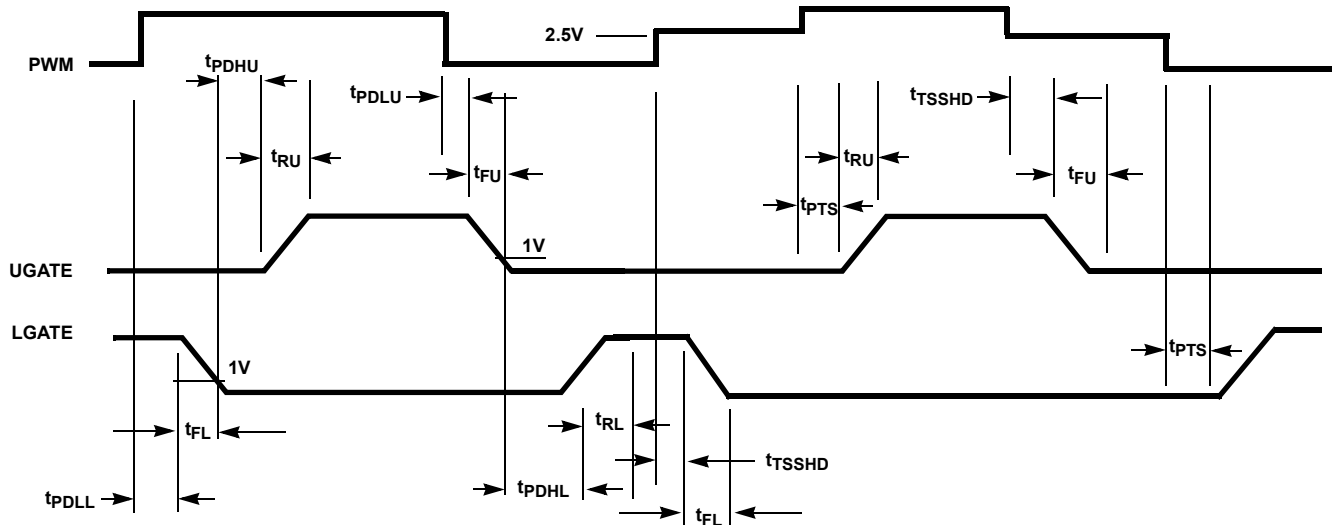 2.5V
PWM
tPDHU
tPDLU
tTSSHD
tRU
tRU
tFU
tFU
tPTS
1V
UGATE
LGATE
tPTS
1V
tRL
tFL
tTSSHD
tPDHL
tPDLL
tFL